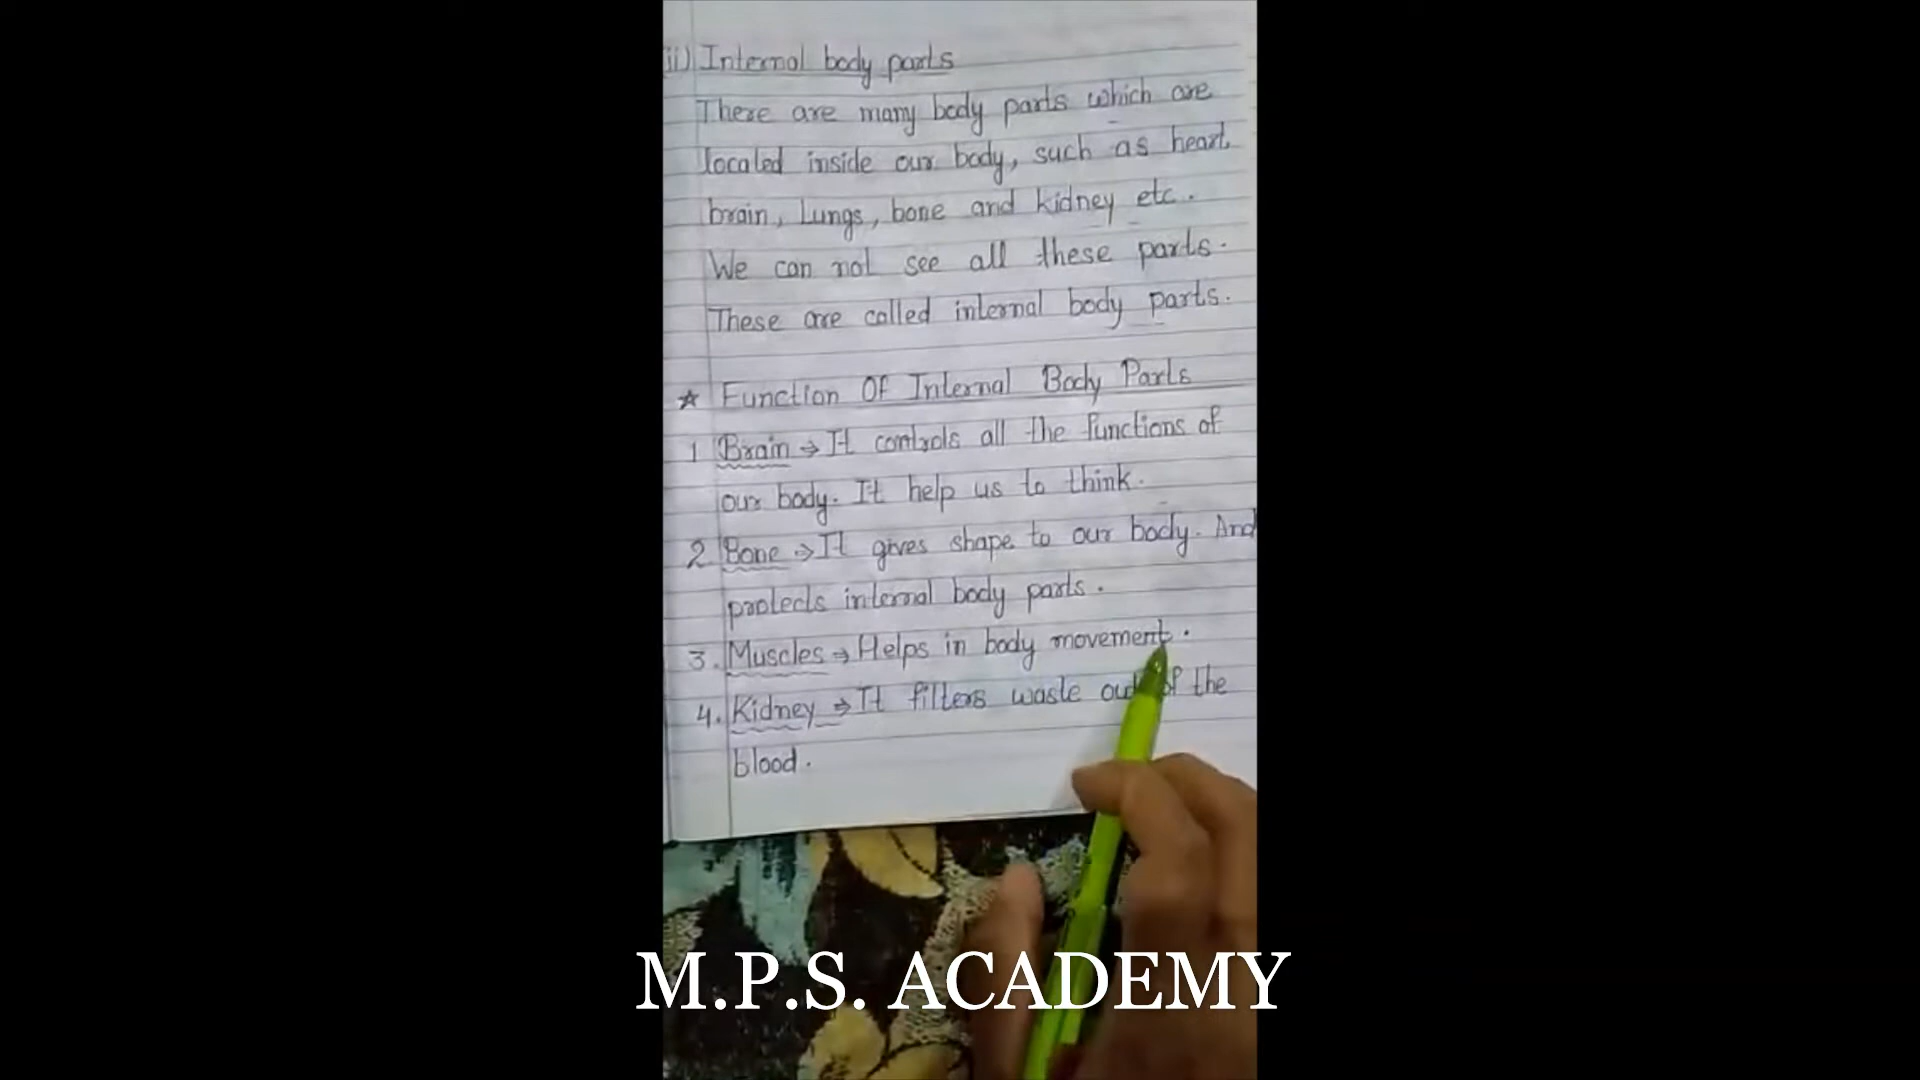 ii) Internal body parts
There are many body parts which are
located inside our body, such as heart,
brain, Lungs, bone and kidney etc.
We can not see all these parts.
These are called internal body parts.
☆ Function Of Internal Body Parts
1 Brain → It controls all the functions of
our body. It help us to think.
2. Bone → It gives shape to our body. And
protects internal body parts.
3. Muscles → Helps in body movement.
4. Kidney → It filters waste out of the
blood.
M.P.S. ACADEMY